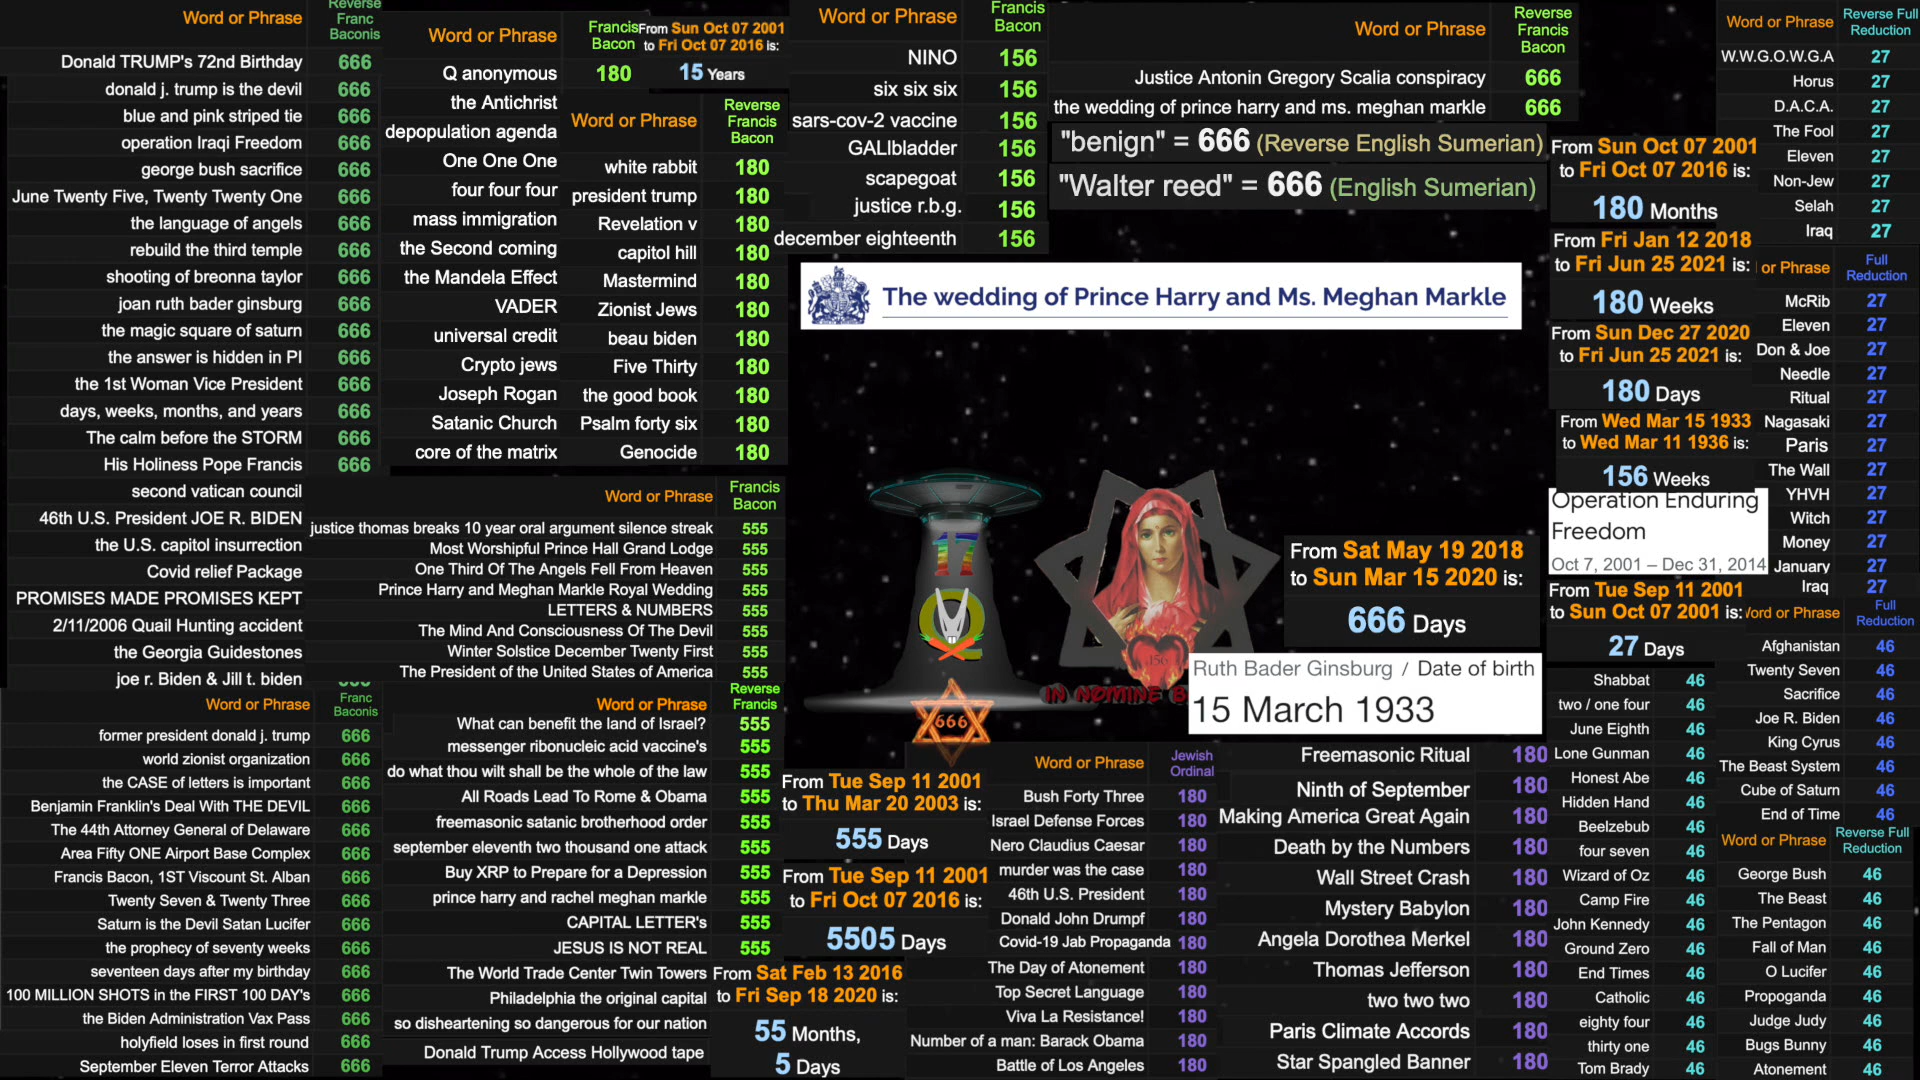 Word or Phrase Reverse Franc Baconis
Donald TRUMP's 72nd Birthday 666
donald j. trump is the devil 666
blue and pink striped tie 666
operation Iraqi Freedom 666
george bush sacrifice 666
June Twenty Five, Twenty Twenty One 666
the language of angels 666
rebuild the third temple 666
shooting of breonna taylor 666
joan ruth bader ginsburg 666
the magic square of saturn 666
the answer is hidden in PI 666
the 1st Woman Vice President 666
days, weeks, months, and years 666
The calm before the STORM 666
His Holiness Pope Francis 666
second vatican council
46th U.S. President JOE R. BIDEN
the U.S. capitol insurrection
Covid relief Package
PROMISES MADE PROMISES KEPT
2/11/2006 Quail Hunting accident
the Georgia Guidestones
joe r. Biden & Jill t. biden
Word or Phrase Franc Baconis
former president donald j. trump 666
world zionist organization 666
the CASE of letters is important 666
Benjamin Franklin's Deal With THE DEVIL 666
The 44th Attorney General of Delaware 666
Area Fifty ONE Airport Base Complex 666
Francis Bacon, 1ST Viscount St. Alban 666
Twenty Seven & Twenty Three 666
Saturn is the Devil Satan Lucifer 666
the prophecy of seventy weeks 666
seventeen days after my birthday 666
100 MILLION SHOTS in the FIRST 100 DAY's 666
the Biden Administration Vax Pass 666
holyfield loses in first round 666
September Eleven Terror Attacks 666
Word or Phrase Francis Bacon
Q anonymous 180
the Antichrist
depopulation agenda
One One One
four four four
mass immigration
the Second coming
the Mandela Effect
VADER
universal credit
Crypto jews
Joseph Rogan
Satanic Church
core of the matrix
From Sun Oct 07 2001
to Fri Oct 07 2016 is:
15 Years
Word or Phrase Reverse Francis Bacon
white rabbit 180
president trump 180
Revelation v 180
capitol hill 180
Mastermind 180
Zionist Jews 180
beau biden 180
Five Thirty 180
the good book 180
Psalm forty six 180
Genocide 180
Word or Phrase Francis Bacon
justice thomas breaks 10 year oral argument silence streak 555
Most Worshipful Prince Hall Grand Lodge 555
One Third Of The Angels Fell From Heaven 555
Prince Harry and Meghan Markle Royal Wedding 555
LETTERS & NUMBERS 555
The Mind And Consciousness Of The Devil 555
Winter Solstice December Twenty First 555
The President of the United States of America 555
Word or Phrase Reverse Francis
What can benefit the land of Israel? 555
messenger ribonucleic acid vaccine's 555
do what thou wilt shall be the whole of the law 555
All Roads Lead To Rome & Obama 555
freemasonic satanic brotherhood order 555
september eleventh two thousand one attack 555
Buy XRP to Prepare for a Depression 555
prince harry and rachel meghan markle 555
CAPITAL LETTER's 555
JESUS IS NOT REAL 555
The World Trade Center Twin Towers
Philadelphia the original capital
so disheartening so dangerous for our nation
Donald Trump Access Hollywood tape
Word or Phrase Francis Bacon
NINO 156
six six six 156
sars-cov-2 vaccine 156
GALlbladder 156
scapegoat 156
justice r.b.g. 156
december eighteenth 156
Word or Phrase Reverse Francis Bacon
Justice Antonin Gregory Scalia conspiracy 666
the wedding of prince harry and ms. meghan markle 666
"benign" = 666 (Reverse English Sumerian)
"Walter reed" = 666 (English Sumerian)
The wedding of Prince Harry and Ms. Meghan Markle
17
Q
666
156
IN NOMINE B
From Sat May 19 2018
to Sun Mar 15 2020 is:
666 Days
Ruth Bader Ginsburg / Date of birth
15 March 1933
From Tue Sep 11 2001
to Thu Mar 20 2003 is:
555 Days
From Tue Sep 11 2001
to Fri Oct 07 2016 is:
5505 Days
From Sat Feb 13 2016
to Fri Sep 18 2020 is:
55 Months,
5 Days
Word or Phrase Jewish Ordinal
Bush Forty Three 180
Israel Defense Forces 180
Nero Claudius Caesar 180
murder was the case 180
46th U.S. President 180
Donald John Drumpf 180
Covid-19 Jab Propaganda 180
The Day of Atonement 180
Top Secret Language 180
Viva La Resistance! 180
Number of a man: Barack Obama 180
Battle of Los Angeles 180
Freemasonic Ritual 180
Ninth of September 180
Making America Great Again 180
Death by the Numbers 180
Wall Street Crash 180
Mystery Babylon 180
Angela Dorothea Merkel 180
Thomas Jefferson 180
two two two 180
Paris Climate Accords 180
Star Spangled Banner 180
From Sun Oct 07 2001
to Fri Oct 07 2016 is:
180 Months
From Fri Jan 12 2018
to Fri Jun 25 2021 is:
180 Weeks
From Sun Dec 27 2020
to Fri Jun 25 2021 is:
180 Days
From Wed Mar 15 1933
to Wed Mar 11 1936 is:
156 Weeks
Operation Enduring
Freedom
Oct 7, 2001 – Dec 31, 2014
From Tue Sep 11 2001
to Sun Oct 07 2001 is:
27 Days
Shabbat 46
two / one four 46
June Eighth 46
Lone Gunman 46
Honest Abe 46
Hidden Hand 46
Beelzebub 46
four seven 46
Wizard of Oz 46
Camp Fire 46
John Kennedy 46
Ground Zero 46
End Times 46
Catholic 46
eighty four 46
thirty one 46
Tom Brady 46
Word or Phrase Reverse Full Reduction
W.W.G.O.W.G.A 27
Horus 27
D.A.C.A. 27
The Fool 27
Eleven 27
Non-Jew 27
Selah 27
Iraq 27
or Phrase Full Reduction
McRib 27
Eleven 27
Don & Joe 27
Needle 27
Ritual 27
Nagasaki 27
Paris 27
The Wall 27
YHVH 27
Witch 27
Money 27
January 27
Iraq 27
Word or Phrase Full Reduction
Afghanistan 46
Twenty Seven 46
Sacrifice 46
Joe R. Biden 46
King Cyrus 46
The Beast System 46
Cube of Saturn 46
End of Time 46
Word or Phrase Reverse Full Reduction
George Bush 46
The Beast 46
The Pentagon 46
Fall of Man 46
O Lucifer 46
Propoganda 46
Judge Judy 46
Bugs Bunny 46
Atonement 46